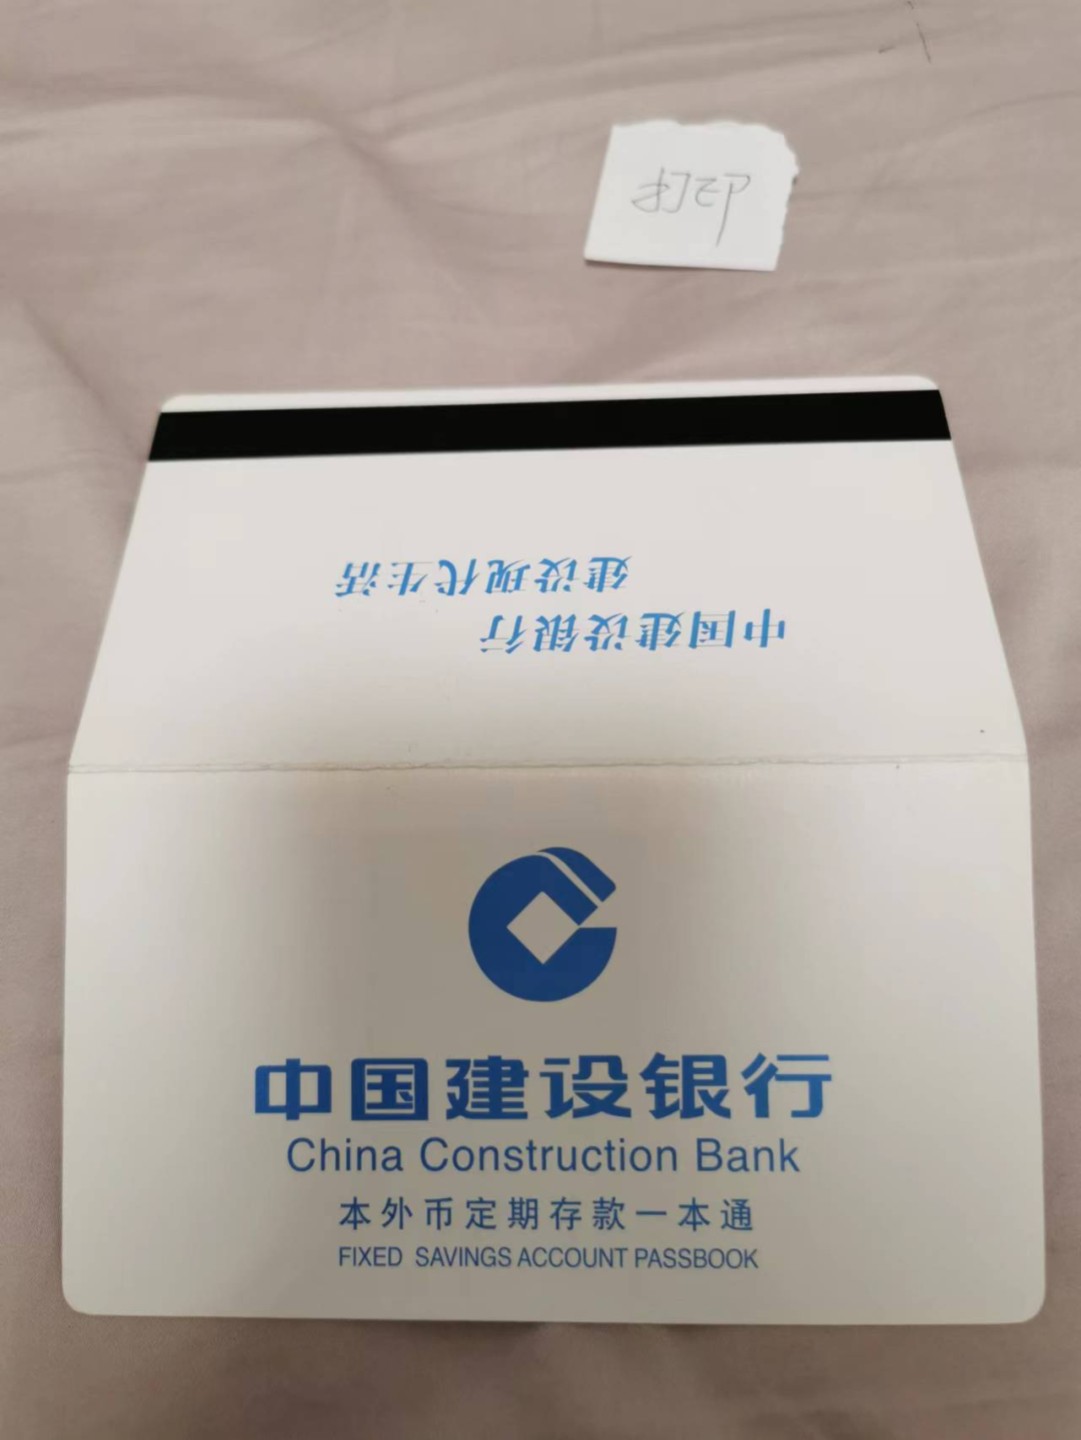 打印
建设现代生活
中国建设银行
中国建设银行
China Construction Bank
本外币定期存款一本通
FIXED SAVINGS ACCOUNT PASSBOOK